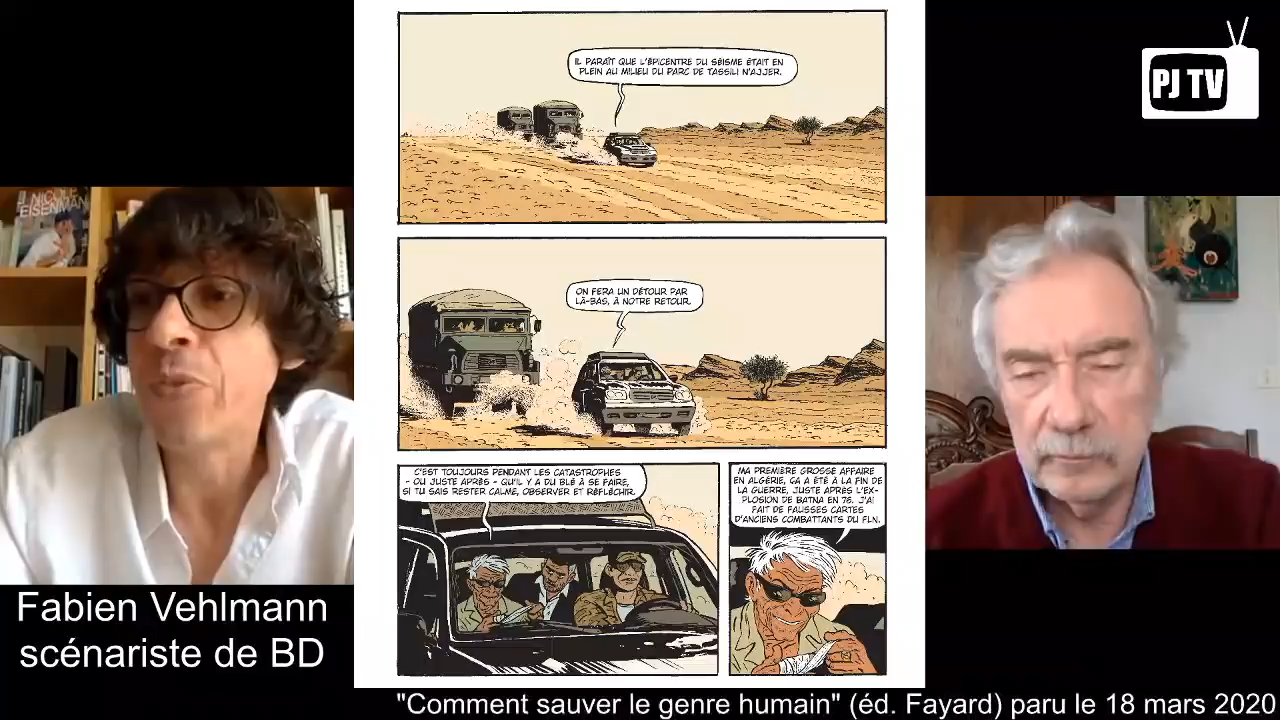 IL PARAÎT QUE L'ÉPICENTRE DU SÉISME ÉTAIT EN
PLEIN AU MILIEU DU PARC DE TASSILI N'AJJER.
PJ TV
NICOLE
EISENMAN
ON FERA UN DÉTOUR PAR
LÀ-BAS, À NOTRE RETOUR.
C'EST TOUJOURS PENDANT LES CATASTROPHES
- OU JUSTE APRÈS - QU'IL Y A DU BLÉ À SE FAIRE,
SI TU SAIS RESTER CALME, OBSERVER ET RÉFLÉCHIR.
MA PREMIÈRE GROSSE AFFAIRE
EN ALGÉRIE, ÇA A ÉTÉ À LA FIN DE
LA GUERRE, JUSTE APRÈS L'EX-
PLOSION DE BATNA EN 76. J'AI
FAIT DE FAUSSES CARTES
D'ANCIENS COMBATTANTS DU FLN.
Fabien Vehlmann
scénariste de BD
"Comment sauver le genre humain" (éd. Fayard) paru le 18 mars 2020